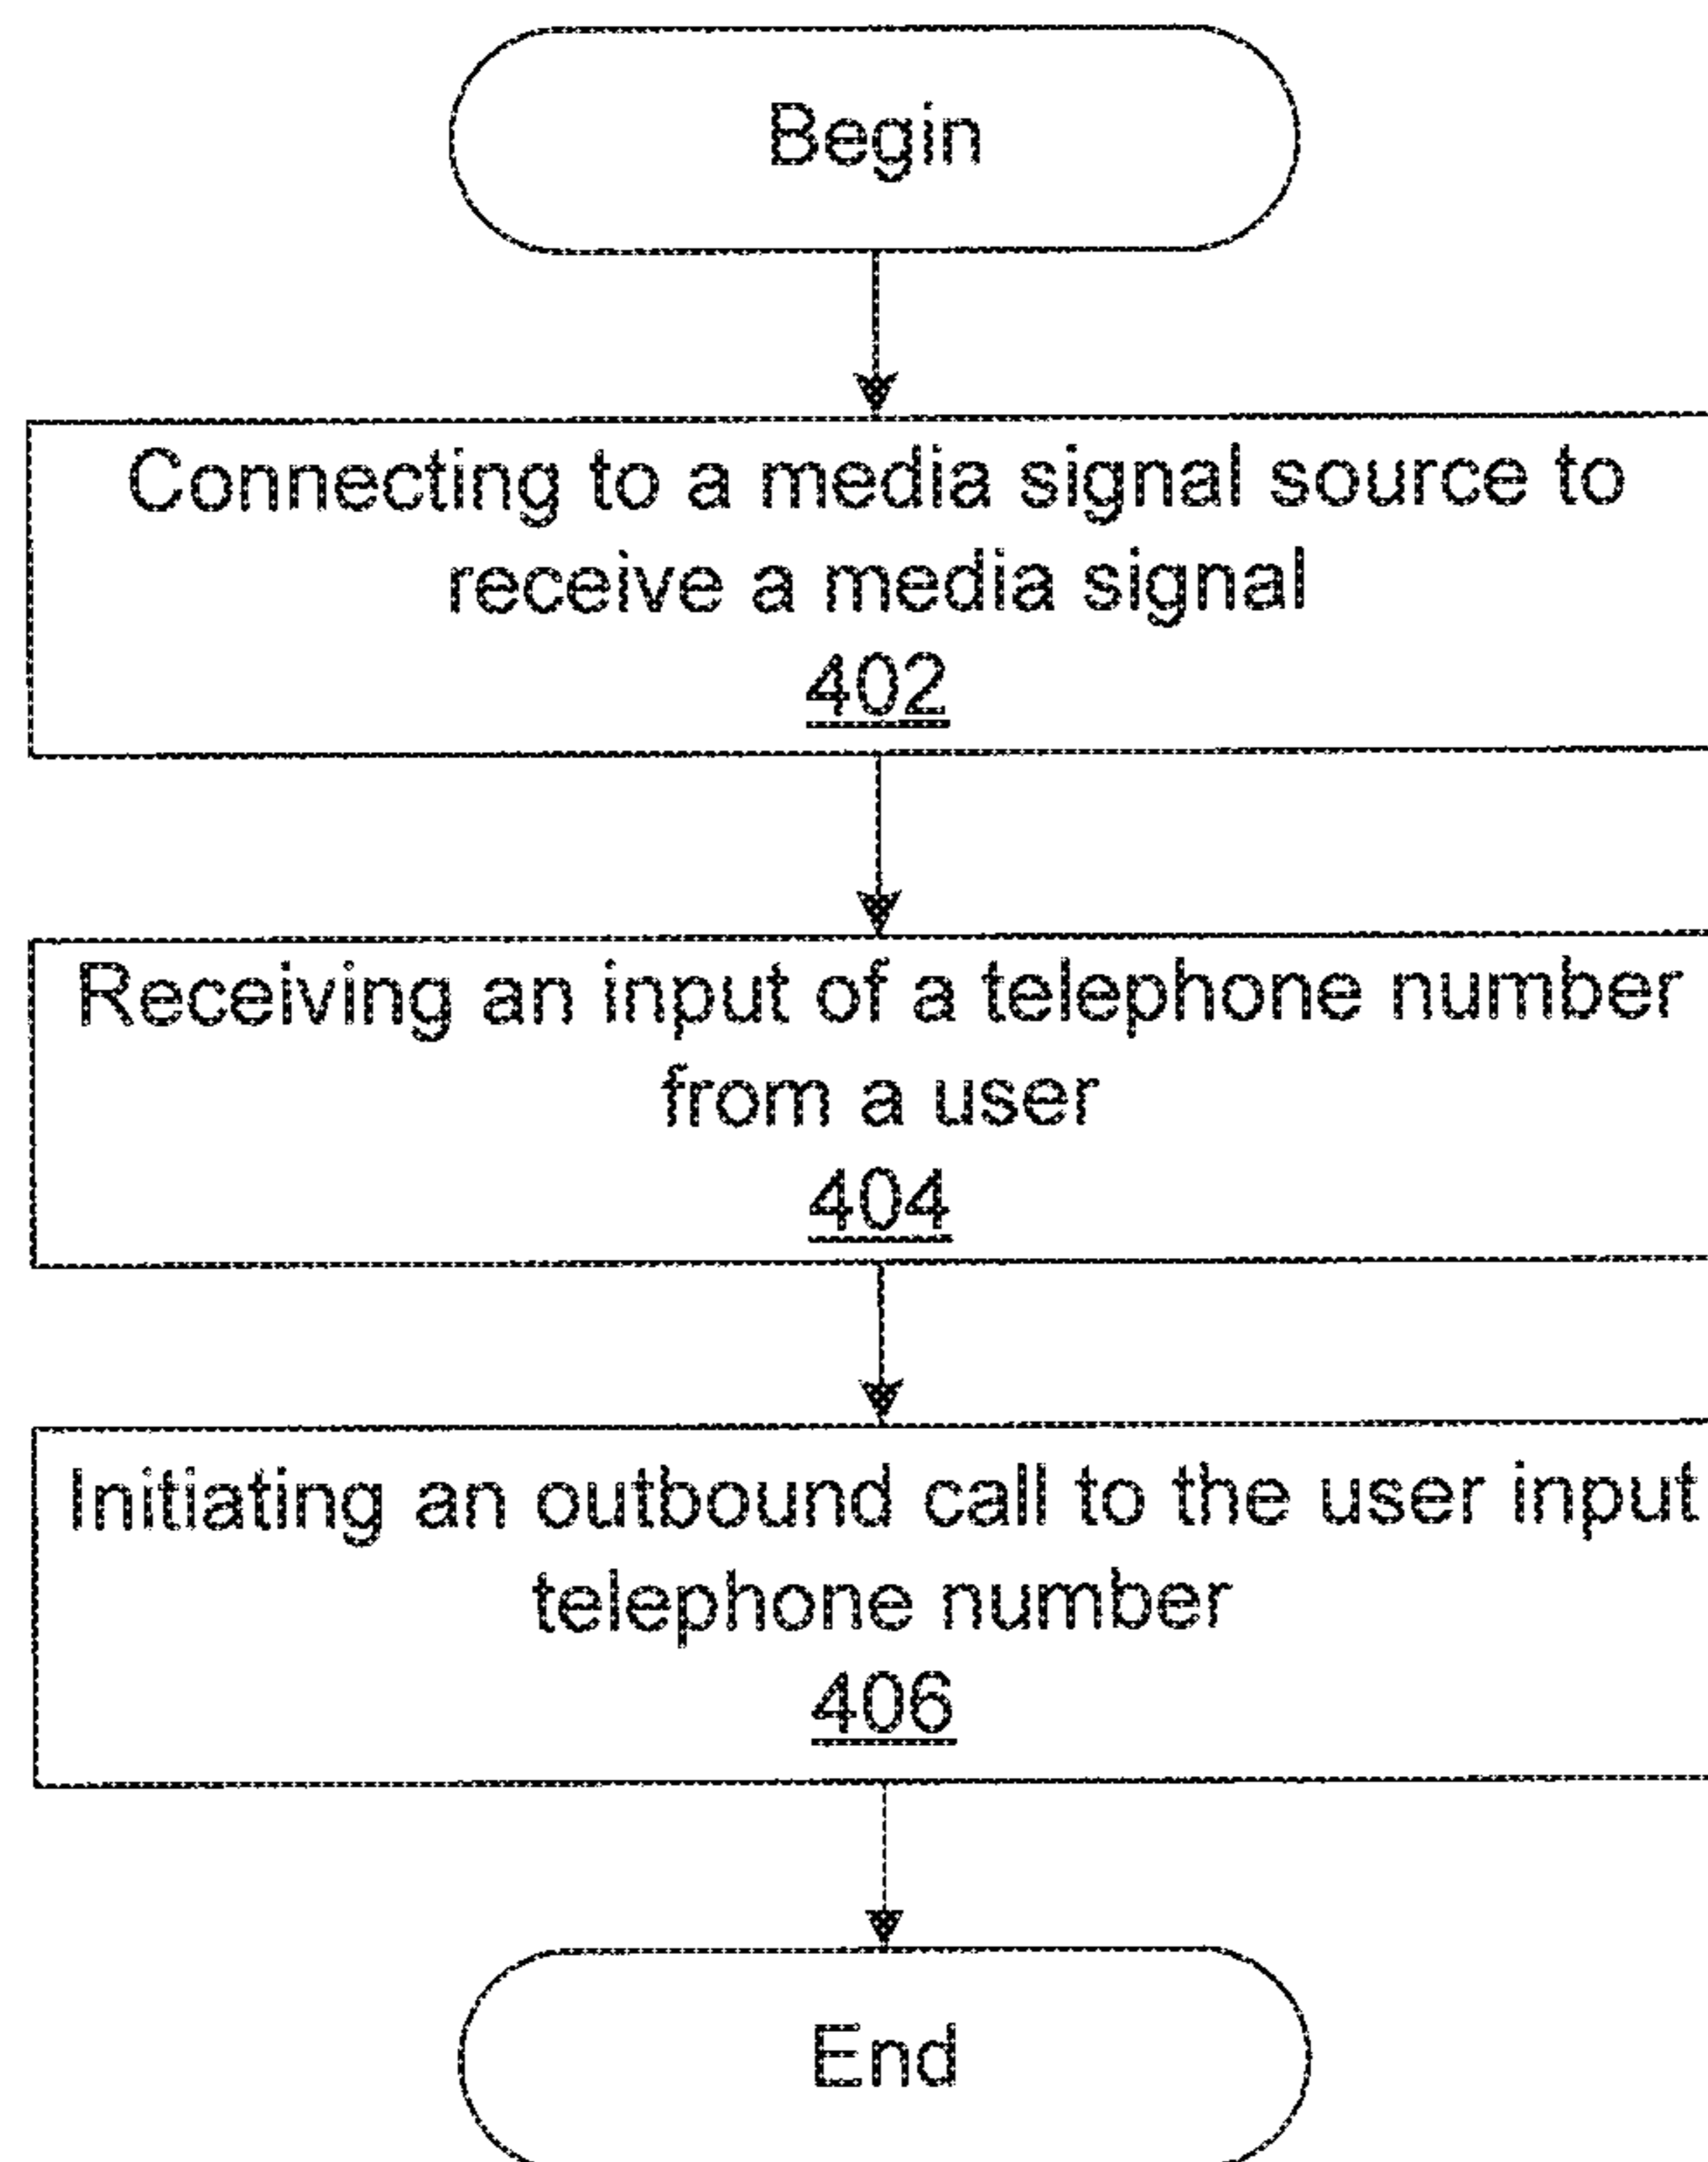 Begin
Connecting to a media signal source to
receive a media signal
402
Receiving an input of a telephone number
from a user
404
Initiating an outbound call to the user input
telephone number
406
End